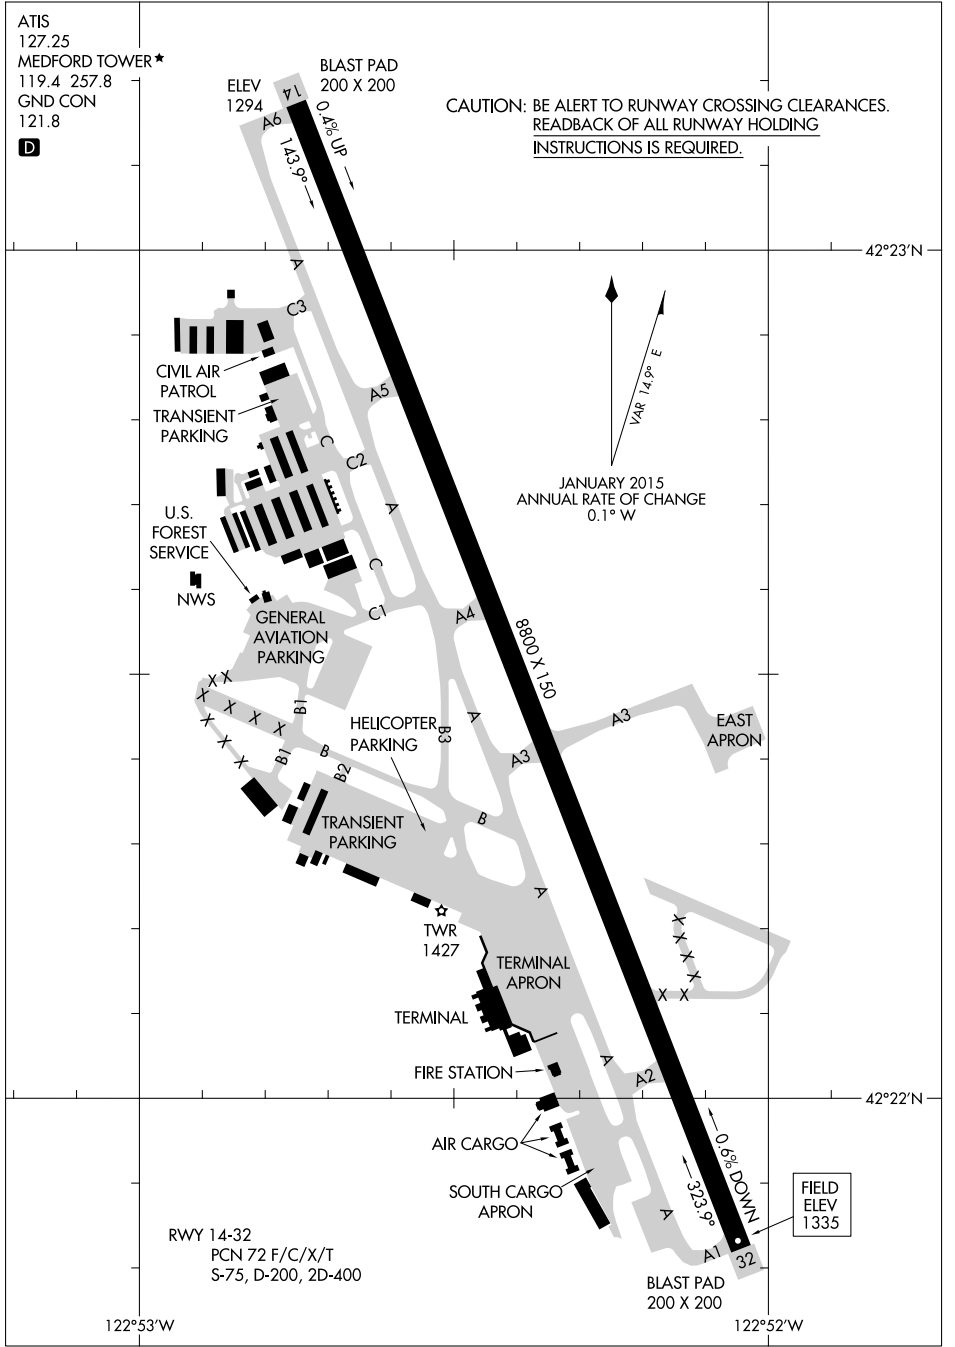 ATIS
127.25
MEDFORD TOWER★
119.4 257.8
GND CON
121.8
D
ELEV
1294
BLAST PAD
200 X 200
14
0.4% UP
143.9°
A6
CAUTION: BE ALERT TO RUNWAY CROSSING CLEARANCES.
READBACK OF ALL RUNWAY HOLDING
INSTRUCTIONS IS REQUIRED.
42°23'N
A
C3
CIVIL AIR
PATROL
TRANSIENT
PARKING
A5
VAR 14.9° E
C
C2
JANUARY 2015
ANNUAL RATE OF CHANGE
0.1° W
A
U.S.
FOREST
SERVICE
NWS
C
C1
A4
GENERAL
AVIATION
PARKING
8800 X 150
X X
X X X X
X X X
B1
HELICOPTER
PARKING
B3
A
A3
A3
EAST
APRON
B1
B
B2
TRANSIENT
PARKING
B
A
TWR
1427
TERMINAL
APRON
X
X
X
X
X X
TERMINAL
FIRE STATION
A
A2
42°22'N
AIR CARGO
SOUTH CARGO
APRON
0.6% DOWN
323.9°
A
A1
32
FIELD
ELEV
1335
RWY 14-32
PCN 72 F/C/X/T
S-75, D-200, 2D-400
BLAST PAD
200 X 200
122°53'W
122°52'W